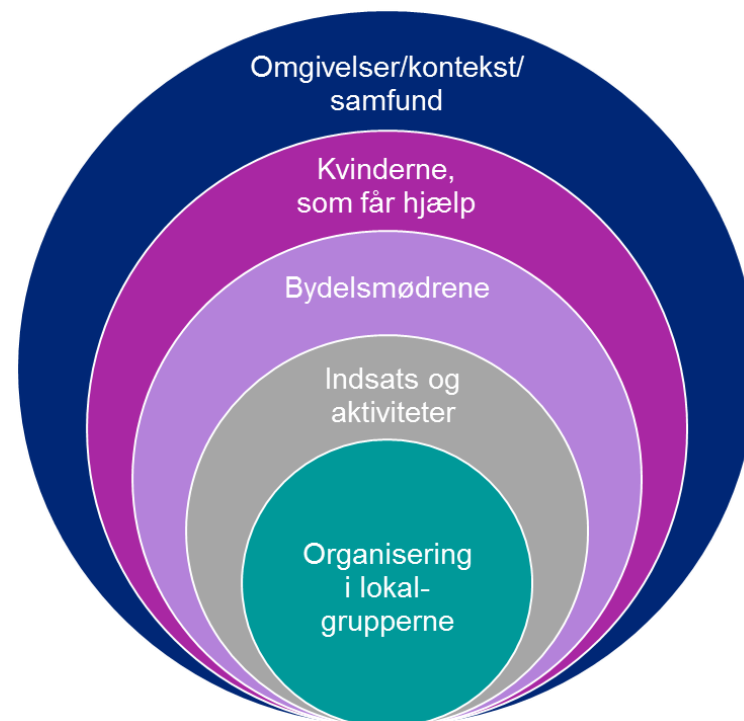 Omgivelser/kontekst/
samfund
Kvinderne,
som får hjælp
Bydelsmødrene
Indsats og
aktiviteter
Organisering
i lokal-
grupperne